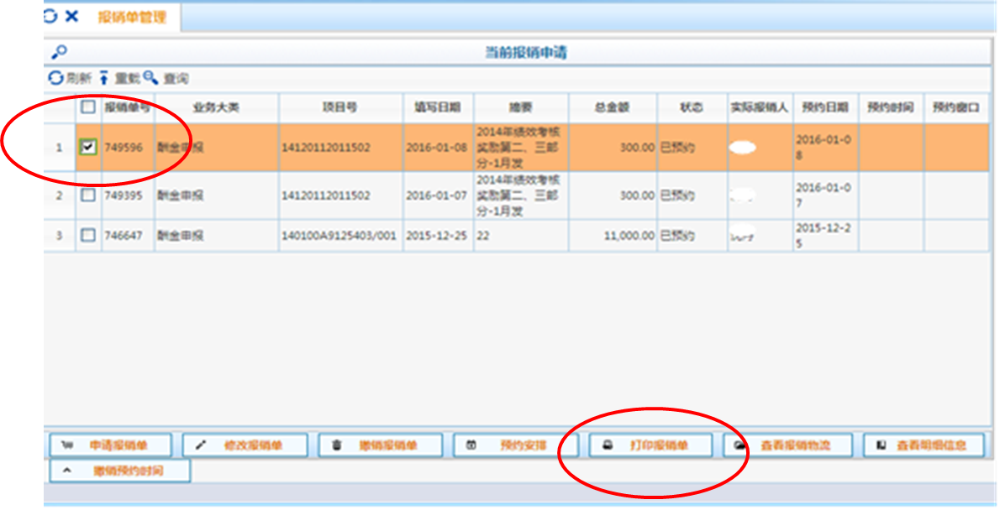 报销单管理
当前报销申请
刷新 重载 查询
报销单号 业务大类 项目号 填写日期 摘要 总金额 状态 实际报销人 预约日期 预约时间 预约窗口
1 749596 酬金申报 14120112011502 2016-01-08 2014年绩效考核 300.00 已预约 2016-01-0
奖励第二、三部 8
分-1月发
2 749395 酬金申报 14120112011502 2016-01-07 2014年绩效考核 300.00 已预约 2016-01-0
奖励第二、三部 7
分-1月发
3 746647 酬金申报 140100A9125403/001 2015-12-25 22 11,000.00 已预约 2015-12-2
5
申请报销单 修改报销单 撤销报销单 预约安排 打印报销单 查看报销物流 查看明细信息
撤销预约时间